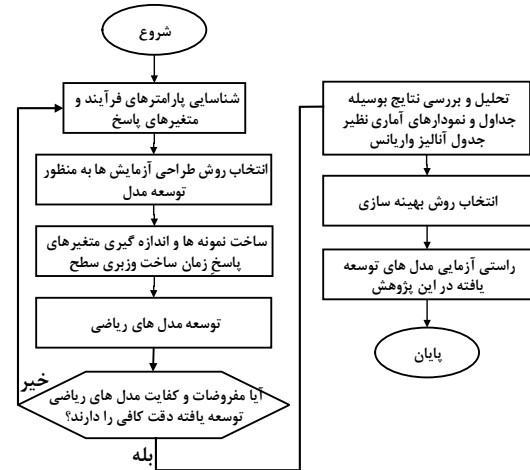 شروع
شناسایی پارامترهای فرآیند و
متغیرهای پاسخ
انتخاب روش طراحی آزمایش ها به منظور
توسعه مدل
ساخت نمونه ها و اندازه گیری متغیرهای
پاسخِ زمان ساخت وزبری سطح
توسعه مدل های ریاضی
آیا مفروضات و کفایت مدل های ریاضی
توسعه یافته دقت کافی را دارند؟
خیر
بله
تحلیل و بررسی نتایج بوسیله
جداول و نمودارهای آماری نظیر
جدول آنالیز واریانس
انتخاب روش بهینه سازی
راستی آزمایی مدل های توسعه
یافته در این پژوهش
پایان